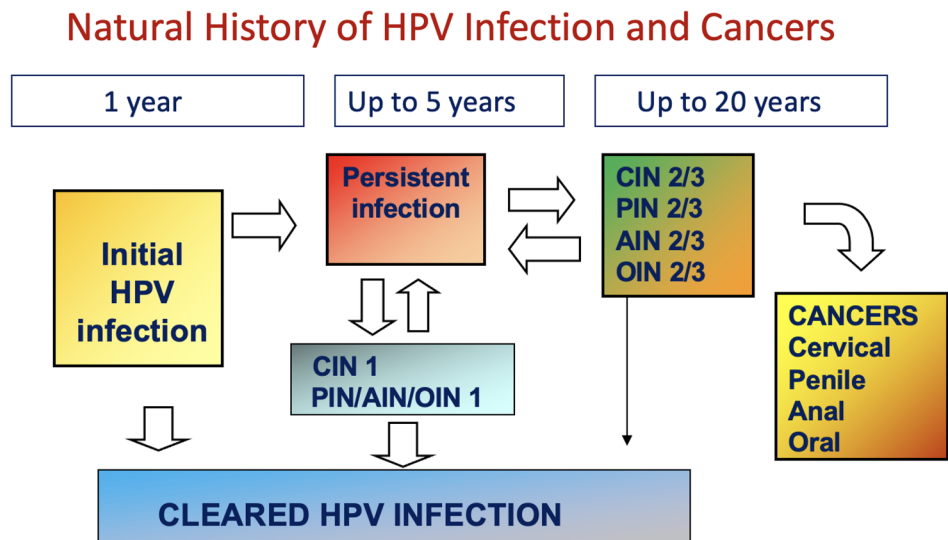 Natural History of HPV Infection and Cancers
1 year
Up to 5 years
Up to 20 years
Initial
HPV
infection
Persistent
infection
CIN 2/3
PIN 2/3
AIN 2/3
OIN 2/3
CIN 1
PIN/AIN/OIN 1
CANCERS
Cervical
Penile
Anal
Oral
CLEARED HPV INFECTION